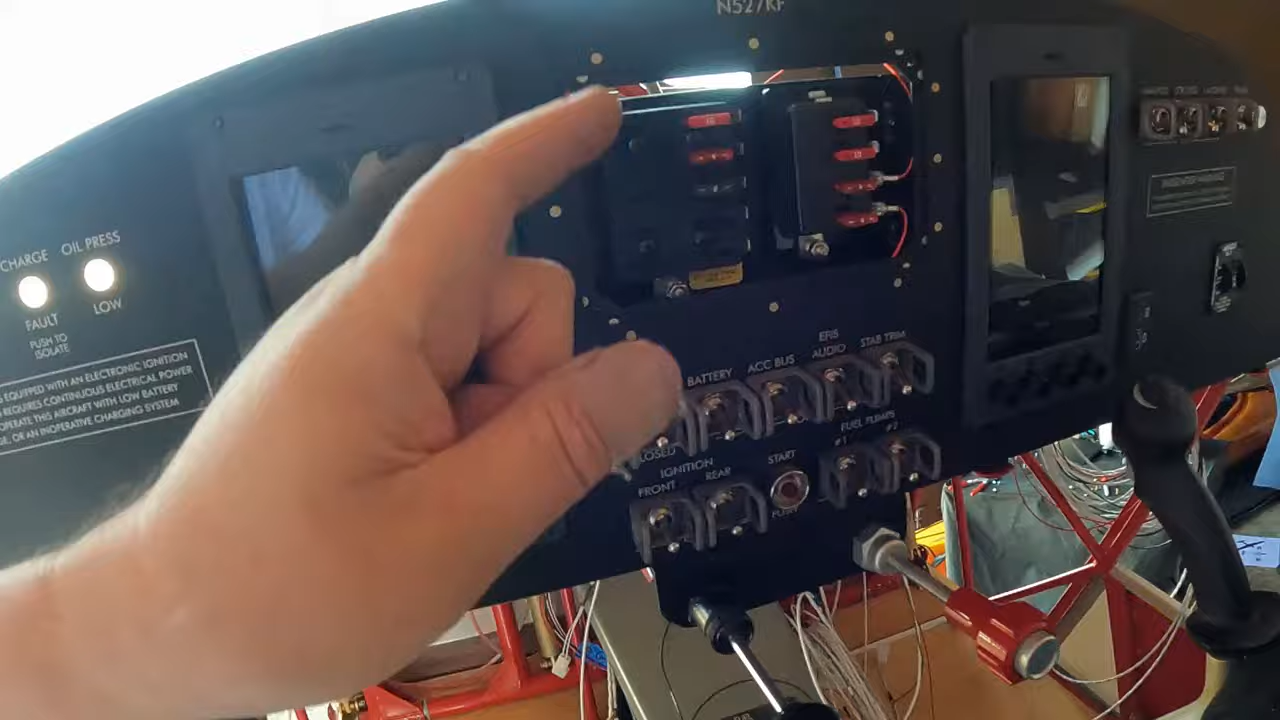 N527KF
CHARGE
OIL PRESS
FAULT
LOW
PUSH TO
ISOLATE
EQUIPPED WITH AN ELECTRONIC IGNITION
REQUIRES CONTINUOUS ELECTRICAL POWER
OPERATE THIS AIRCRAFT WITH LOW BATTERY
OR AN INOPERATIVE CHARGING SYSTEM
BATTERY
ACC BUS
EFIS
AUDIO
STAB TRIM
FUEL PUMPS
#1 #2
IGNITION
FRONT
REAR
START
PUSH